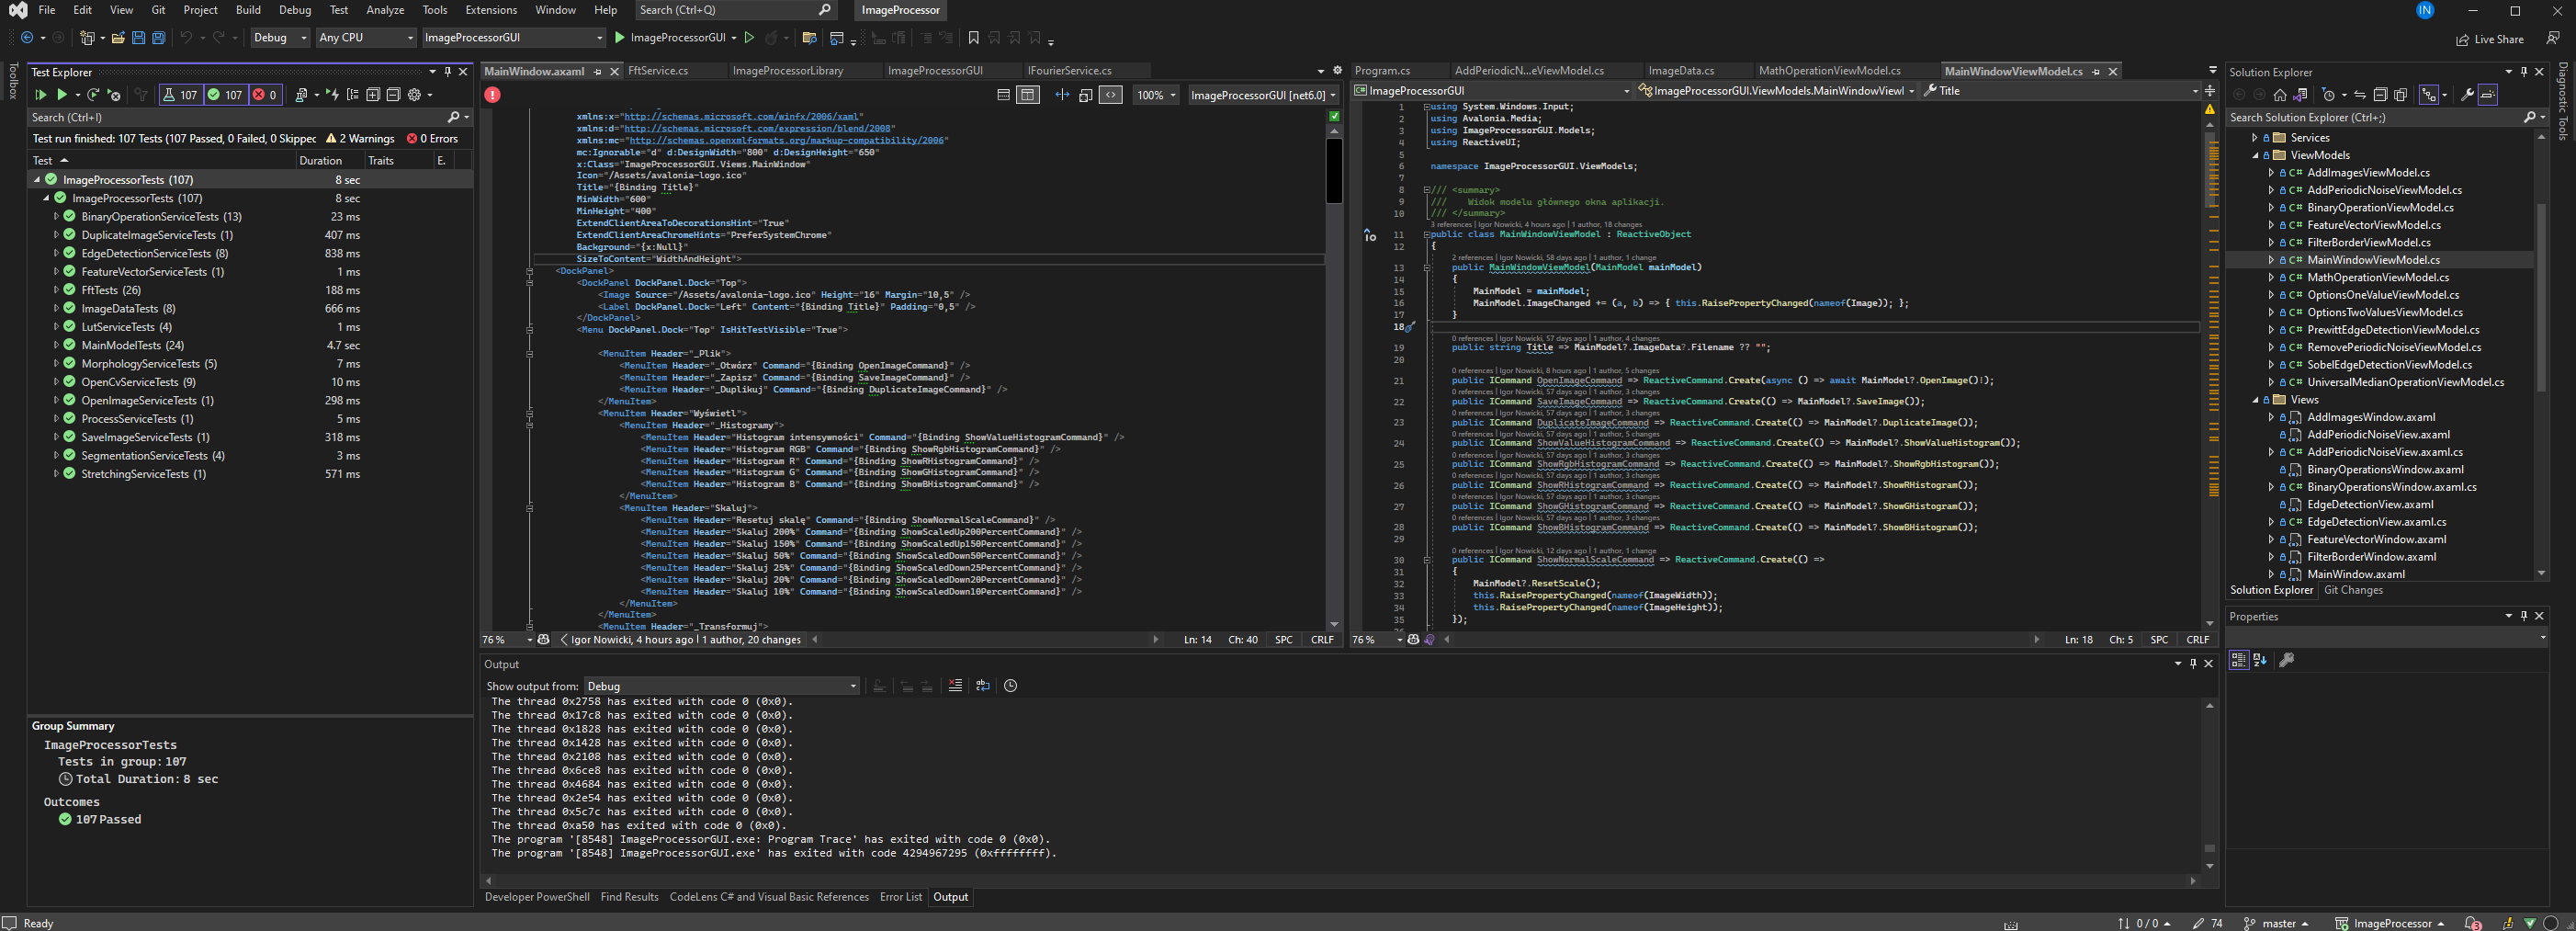 File Edit View Git Project Build Debug Test Analyze Tools Extensions Window Help Search (Ctrl+Q) ImageProcessor IN
Debug Any CPU ImageProcessorGUI ImageProcessorGUI Live Share
Toolbox
Test Explorer
107 107 0
Search (Ctrl+I)
Test run finished: 107 Tests (107 Passed, 0 Failed, 0 Skipped 2 Warnings 0 Errors
Test Duration Traits E.
ImageProcessorTests (107) 8 sec
ImageProcessorTests (107) 8 sec
BinaryOperationServiceTests (13) 23 ms
DuplicateImageServiceTests (1) 407 ms
EdgeDetectionServiceTests (8) 838 ms
FeatureVectorServiceTests (1) 1 ms
FftTests (26) 188 ms
ImageDataTests (8) 666 ms
LutServiceTests (4) 1 ms
MainModelTests (24) 4.7 sec
MorphologyServiceTests (5) 7 ms
OpenCvServiceTests (9) 10 ms
OpenImageServiceTests (1) 298 ms
ProcessServiceTests (1) 5 ms
SaveImageServiceTests (1) 318 ms
SegmentationServiceTests (4) 3 ms
StretchingServiceTests (1) 571 ms
Group Summary
ImageProcessorTests
Tests in group: 107
Total Duration: 8 sec
Outcomes
107 Passed
MainWindow.axaml FftService.cs ImageProcessorLibrary ImageProcessorGUI IFourierService.cs
100% ImageProcessorGUI [net6.0]
xmlns:x="http://schemas.microsoft.com/winfx/2006/xaml"
xmlns:d="http://schemas.microsoft.com/expression/blend/2008"
xmlns:mc="http://schemas.openxmlformats.org/markup-compatibility/2006"
mc:Ignorable="d" d:DesignWidth="800" d:DesignHeight="650"
x:Class="ImageProcessorGUI.Views.MainWindow"
Icon="/Assets/avalonia-logo.ico"
Title="{Binding Title}"
MinWidth="600"
MinHeight="400"
ExtendClientAreaToDecorationsHint="True"
ExtendClientAreaChromeHints="PreferSystemChrome"
Background="{x:Null}"
SizeToContent="WidthAndHeight">
<DockPanel>
<DockPanel DockPanel.Dock="Top">
<Image Source="/Assets/avalonia-logo.ico" Height="16" Margin="10,5" />
<Label DockPanel.Dock="Left" Content="{Binding Title}" Padding="0,5" />
</DockPanel>
<Menu DockPanel.Dock="Top" IsHitTestVisible="True">
<MenuItem Header="_Plik">
<MenuItem Header="_Otwórz" Command="{Binding OpenImageCommand}" />
<MenuItem Header="_Zapisz" Command="{Binding SaveImageCommand}" />
<MenuItem Header="_Duplikuj" Command="{Binding DuplicateImageCommand}" />
</MenuItem>
<MenuItem Header="Wyświetl">
<MenuItem Header="_Histogramy">
<MenuItem Header="Histogram intensywności" Command="{Binding ShowValueHistogramCommand}" />
<MenuItem Header="Histogram RGB" Command="{Binding ShowRgbHistogramCommand}" />
<MenuItem Header="Histogram R" Command="{Binding ShowRHistogramCommand}" />
<MenuItem Header="Histogram G" Command="{Binding ShowGHistogramCommand}" />
<MenuItem Header="Histogram B" Command="{Binding ShowBHistogramCommand}" />
</MenuItem>
<MenuItem Header="Skaluj">
<MenuItem Header="Resetuj skalę" Command="{Binding ShowNormalScaleCommand}" />
<MenuItem Header="Skaluj 200%" Command="{Binding ShowScaledUp200PercentCommand}" />
<MenuItem Header="Skaluj 150%" Command="{Binding ShowScaledUp150PercentCommand}" />
<MenuItem Header="Skaluj 50%" Command="{Binding ShowScaledDown50PercentCommand}" />
<MenuItem Header="Skaluj 25%" Command="{Binding ShowScaledDown25PercentCommand}" />
<MenuItem Header="Skaluj 20%" Command="{Binding ShowScaledDown20PercentCommand}" />
<MenuItem Header="Skaluj 10%" Command="{Binding ShowScaledDown10PercentCommand}" />
</MenuItem>
</MenuItem>
<MenuItem Header="_Transformuj">
76 % Igor Nowicki, 4 hours ago | 1 author, 20 changes Ln: 14 Ch: 40 SPC CRLF
Program.cs AddPeriodicN...eViewModel.cs ImageData.cs MathOperationViewModel.cs MainWindowViewModel.cs
ImageProcessorGUI ImageProcessorGUI.ViewModels.MainWindowViewl Title
1 using System.Windows.Input;
2 using Avalonia.Media;
3 using ImageProcessorGUI.Models;
4 using ReactiveUI;
5
6 namespace ImageProcessorGUI.ViewModels;
7
8 /// <summary>
9 /// Widok modelu głównego okna aplikacji.
10 /// </summary>
3 references | Igor Nowicki, 4 hours ago | 1 author, 18 changes
11 public class MainWindowViewModel : ReactiveObject
12 {
2 references | Igor Nowicki, 58 days ago | 1 author, 1 change
13 public MainWindowViewModel(MainModel mainModel)
14 {
15 MainModel = mainModel;
16 MainModel.ImageChanged += (a, b) => { this.RaisePropertyChanged(nameof(Image)); };
17 }
18
0 references | Igor Nowicki, 57 days ago | 1 author, 4 changes
19 public string Title => MainModel?.ImageData?.Filename ?? "";
20
0 references | Igor Nowicki, 8 hours ago | 1 author, 5 changes
21 public ICommand OpenImageCommand => ReactiveCommand.Create(async () => await MainModel?.OpenImage()!);
0 references | Igor Nowicki, 57 days ago | 1 author, 3 changes
22 public ICommand SaveImageCommand => ReactiveCommand.Create(() => MainModel?.SaveImage());
0 references | Igor Nowicki, 57 days ago | 1 author, 3 changes
23 public ICommand DuplicateImageCommand => ReactiveCommand.Create(() => MainModel?.DuplicateImage());
0 references | Igor Nowicki, 57 days ago | 1 author, 5 changes
24 public ICommand ShowValueHistogramCommand => ReactiveCommand.Create(() => MainModel?.ShowValueHistogram());
0 references | Igor Nowicki, 57 days ago | 1 author, 3 changes
25 public ICommand ShowRgbHistogramCommand => ReactiveCommand.Create(() => MainModel?.ShowRgbHistogram());
0 references | Igor Nowicki, 57 days ago | 1 author, 3 changes
26 public ICommand ShowRHistogramCommand => ReactiveCommand.Create(() => MainModel?.ShowRHistogram());
0 references | Igor Nowicki, 57 days ago | 1 author, 3 changes
27 public ICommand ShowGHistogramCommand => ReactiveCommand.Create(() => MainModel?.ShowGHistogram());
0 references | Igor Nowicki, 57 days ago | 1 author, 3 changes
28 public ICommand ShowBHistogramCommand => ReactiveCommand.Create(() => MainModel?.ShowBHistogram());
29
0 references | Igor Nowicki, 12 days ago | 1 author, 1 change
30 public ICommand ShowNormalScaleCommand => ReactiveCommand.Create(() =>
31 {
32 MainModel?.ResetScale();
33 this.RaisePropertyChanged(nameof(ImageWidth));
34 this.RaisePropertyChanged(nameof(ImageHeight));
35 });
76 % Ln: 18 Ch: 5 SPC CRLF
Output
Show output from: Debug
The thread 0x2758 has exited with code 0 (0x0).
The thread 0x17c8 has exited with code 0 (0x0).
The thread 0x1828 has exited with code 0 (0x0).
The thread 0x1428 has exited with code 0 (0x0).
The thread 0x2108 has exited with code 0 (0x0).
The thread 0x6ce8 has exited with code 0 (0x0).
The thread 0x4684 has exited with code 0 (0x0).
The thread 0x2e54 has exited with code 0 (0x0).
The thread 0x5c7c has exited with code 0 (0x0).
The thread 0xa50 has exited with code 0 (0x0).
The program '[8548] ImageProcessorGUI.exe: Program Trace' has exited with code 0 (0x0).
The program '[8548] ImageProcessorGUI.exe' has exited with code 4294967295 (0xffffffff).
Developer PowerShell Find Results CodeLens C# and Visual Basic References Error List Output
Solution Explorer
Search Solution Explorer (Ctrl+;)
Services
ViewModels
C# AddImagesViewModel.cs
C# AddPeriodicNoiseViewModel.cs
C# BinaryOperationViewModel.cs
C# FeatureVectorViewModel.cs
C# FilterBorderViewModel.cs
C# MainWindowViewModel.cs
C# MathOperationViewModel.cs
C# OptionsOneValueViewModel.cs
C# OptionsTwoValuesViewModel.cs
C# PrewittEdgeDetectionViewModel.cs
C# RemovePeriodicNoiseViewModel.cs
C# SobelEdgeDetectionViewModel.cs
C# UniversalMedianOperationViewModel.cs
Views
AddImagesWindow.axaml
AddPeriodicNoiseView.axaml
C# AddPeriodicNoiseView.axaml.cs
BinaryOperationsWindow.axaml
C# BinaryOperationsWindow.axaml.cs
EdgeDetectionView.axaml
C# EdgeDetectionView.axaml.cs
FeatureVectorWindow.axaml
FilterBorderWindow.axaml
MainWindow.axaml
Solution Explorer Git Changes
Properties
Diagnostic Tools
Ready 0 / 0 74 master ImageProcessor 3